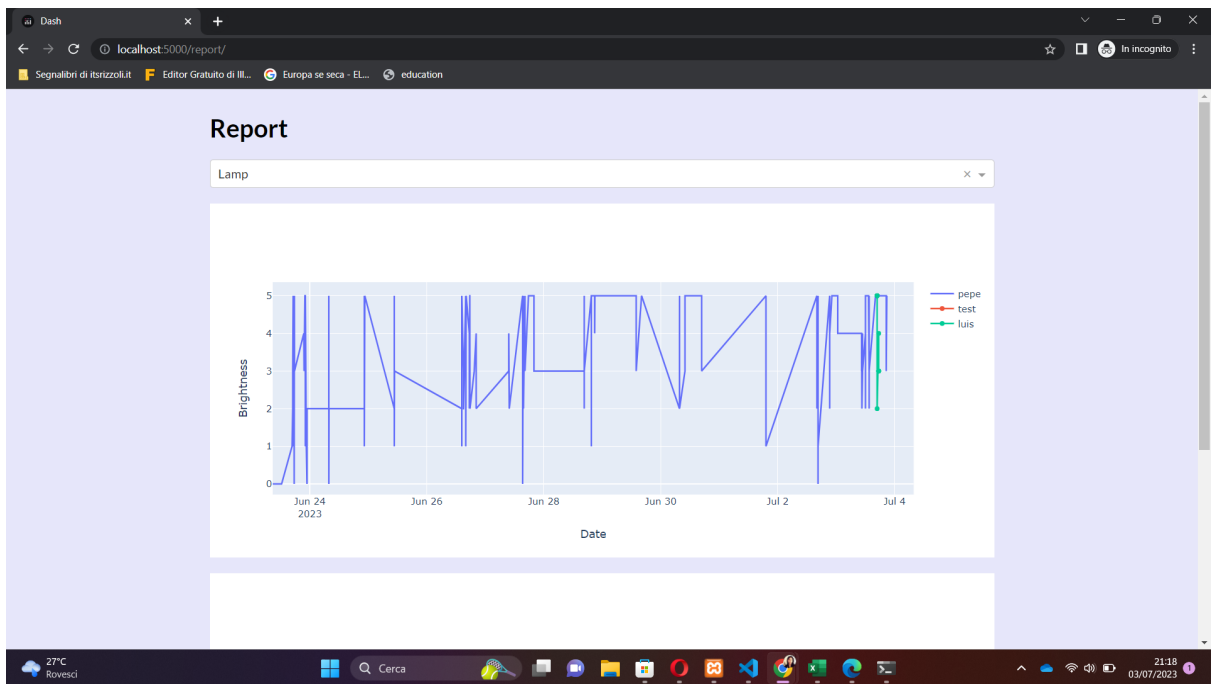 Dash
localhost:5000/report/
In incognito
Segnalibri di itsrizzoli.it
Editor Gratuito di Ill...
Europa se seca - EL...
education
Report
Lamp
pepe
test
luis
Brightness
5
4
3
2
1
0
Jun 24
2023
Jun 26
Jun 28
Jun 30
Jul 2
Jul 4
Date
27°C
Rovesci
Cerca
21:18
03/07/2023
1